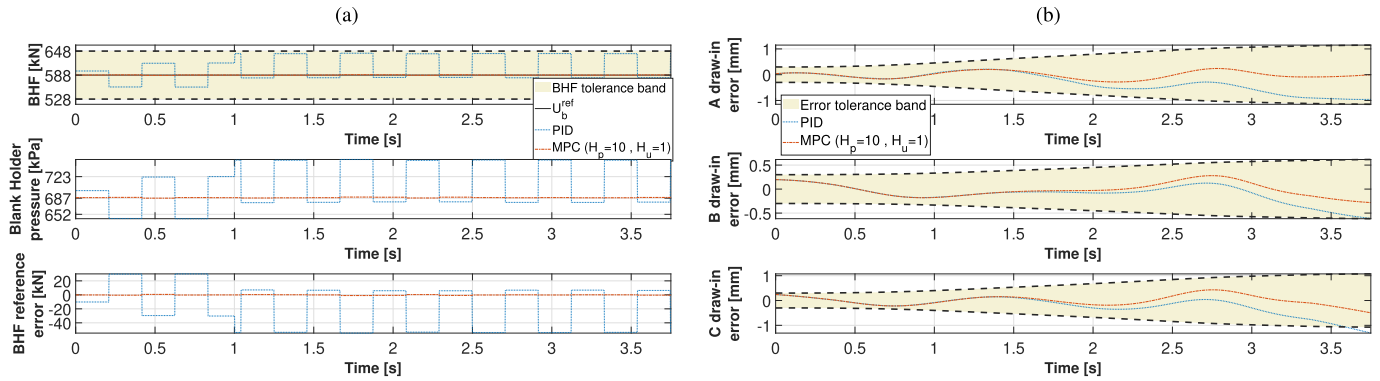 (a)
BHF [kN]
648
588
528
0
0.5
1
1.5
2
2.5
3
3.5
Time [s]
BHF tolerance band
U_b^ref
PID
MPC (H_p=10 , H_u=1)
Blank Holder
pressure [kPa]
723
687
652
0
0.5
1
1.5
2
2.5
3
3.5
Time [s]
BHF reference
error [kN]
20
0
-20
-40
0
0.5
1
1.5
2
2.5
3
3.5
Time [s]
(b)
A draw-in
error [mm]
1
0
-1
0
0.5
1
1.5
2
2.5
3
3.5
Time [s]
Error tolerance band
PID
MPC (H_p=10 , H_u=1)
B draw-in
error [mm]
0.5
0
-0.5
0
0.5
1
1.5
2
2.5
3
3.5
Time [s]
C draw-in
error [mm]
1
0
-1
0
0.5
1
1.5
2
2.5
3
3.5
Time [s]